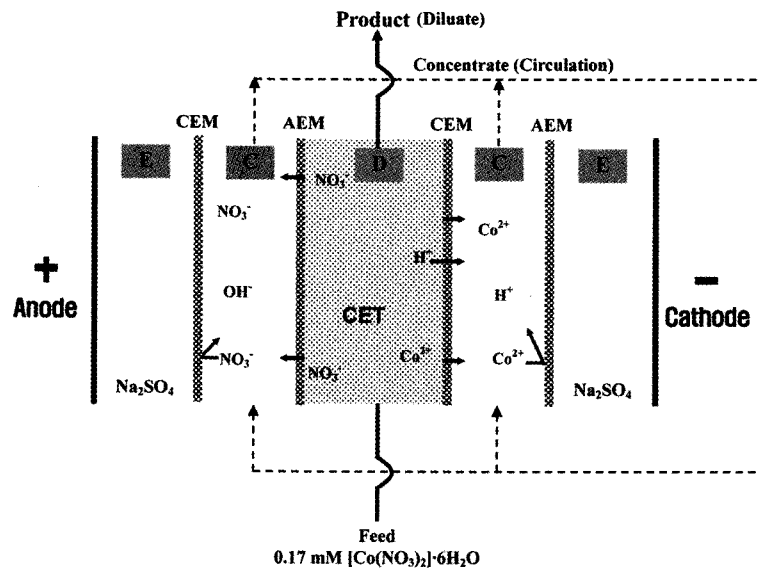 Product (Diluate)
Concentrate (Circulation)
CEM AEM CEM AEM
E C D C E
NO₃⁻
NO₃⁻ Co²⁺
H⁺
OH⁻ H⁺
+ CET −
Anode Cathode
NO₃⁻ Co²⁺ Co²⁺
NO₃⁻
Na₂SO₄ Na₂SO₄
Feed
0.17 mM [Co(NO₃)₂]·6H₂O